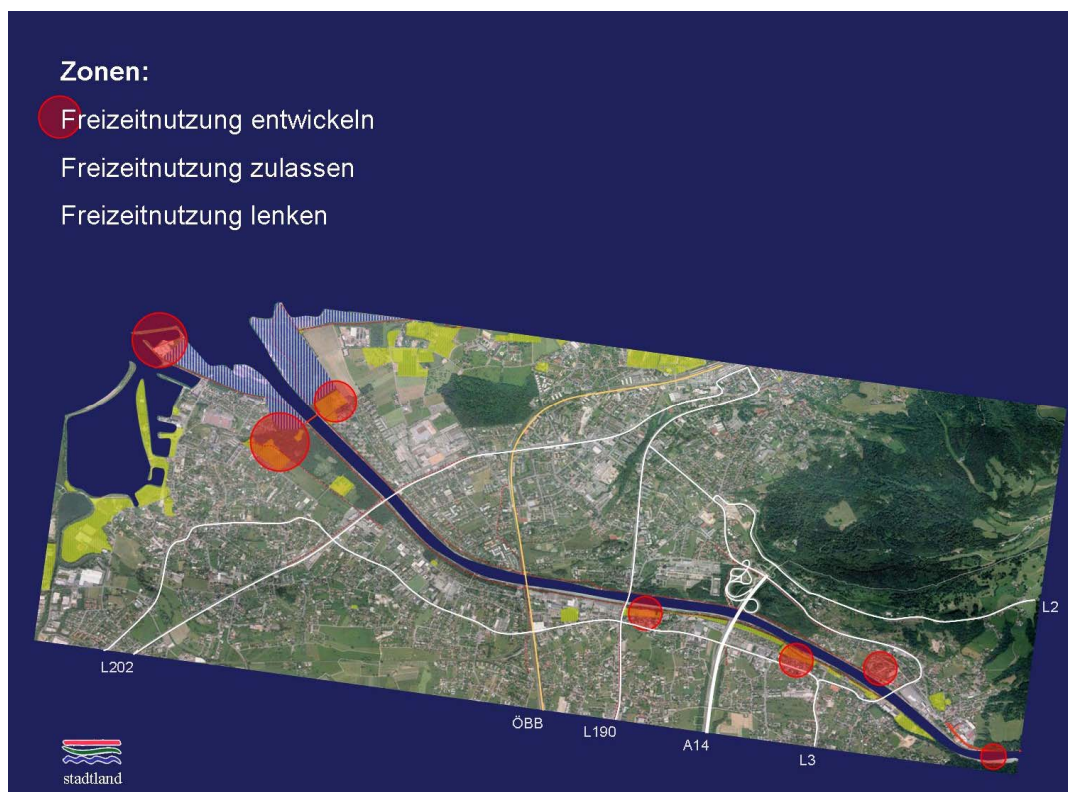 Zonen:
Freizeitnutzung entwickeln
Freizeitnutzung zulassen
Freizeitnutzung lenken
L2
L202
ÖBB
L190
A14
L3
stadtland